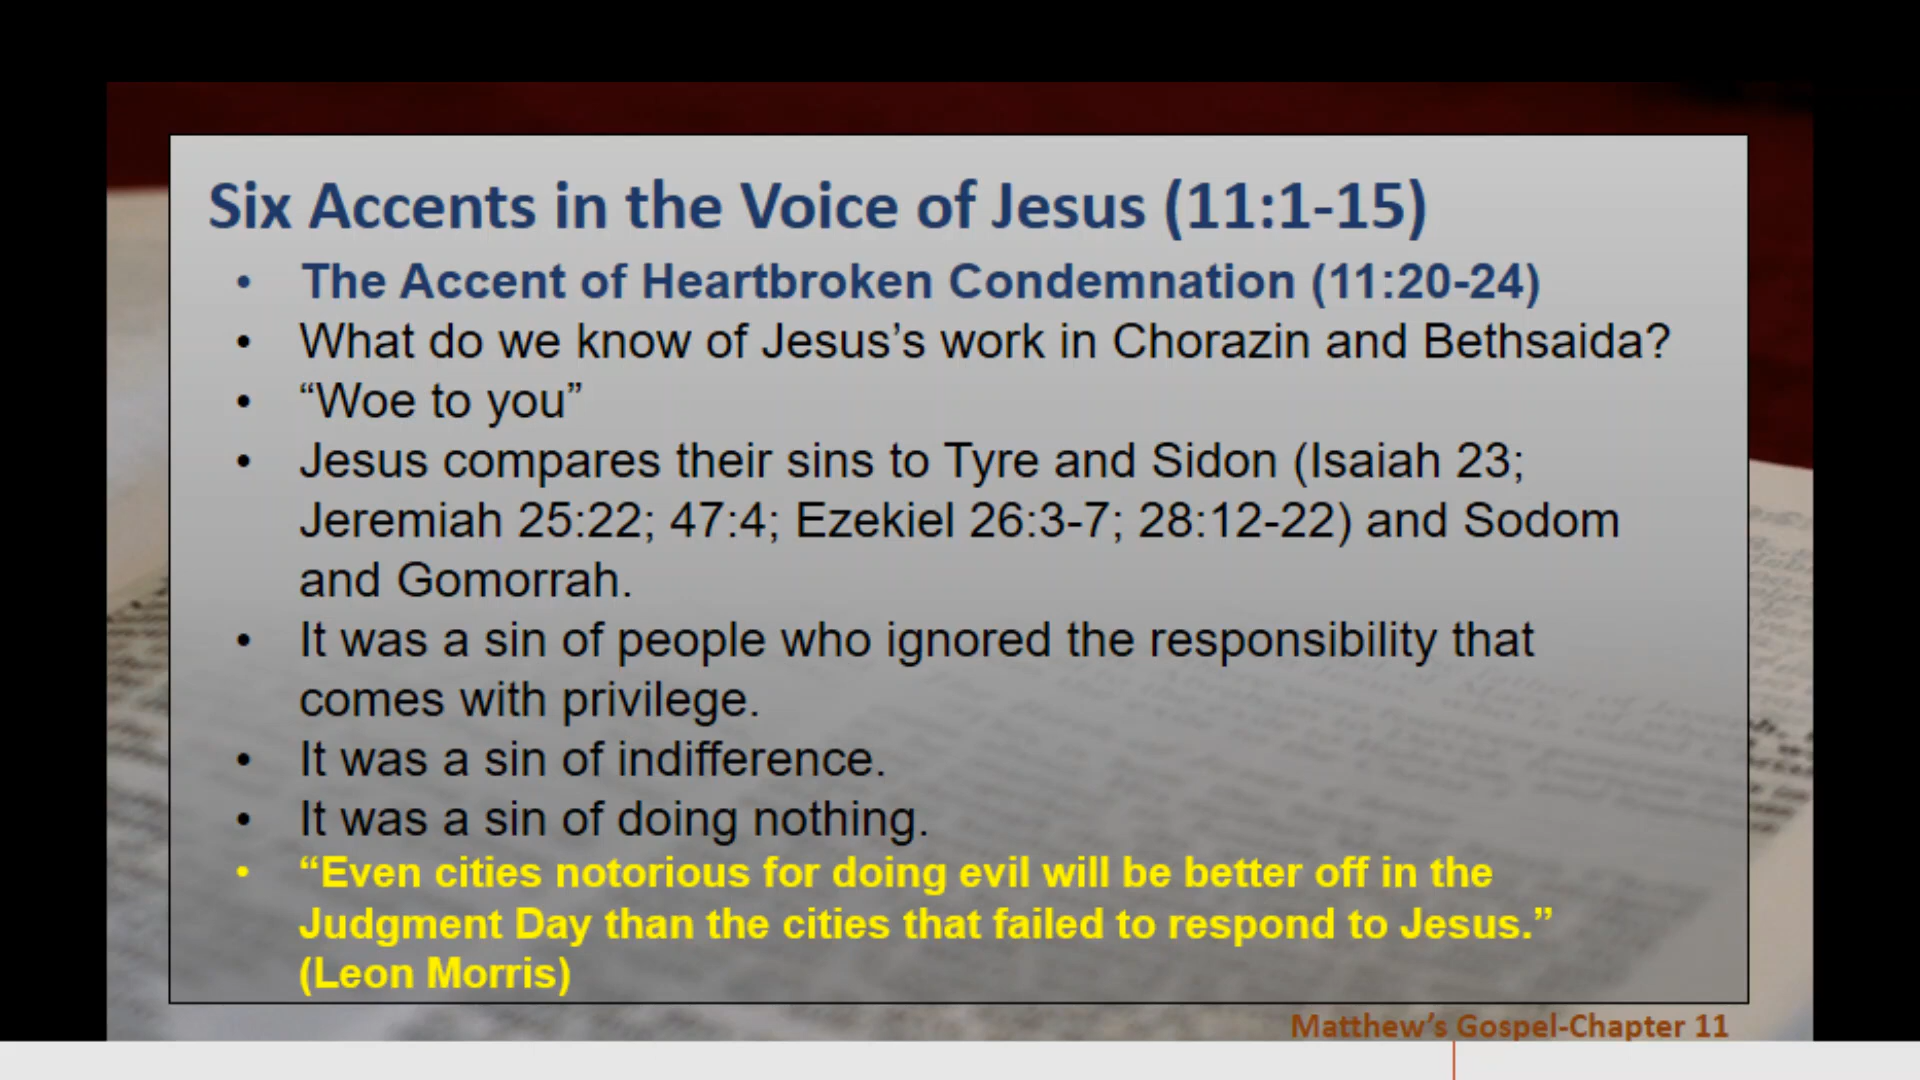 Six Accents in the Voice of Jesus (11:1-15)
• The Accent of Heartbroken Condemnation (11:20-24)
• What do we know of Jesus’s work in Chorazin and Bethsaida?
• “Woe to you”
• Jesus compares their sins to Tyre and Sidon (Isaiah 23;
Jeremiah 25:22; 47:4; Ezekiel 26:3-7; 28:12-22) and Sodom
and Gomorrah.
• It was a sin of people who ignored the responsibility that
comes with privilege.
• It was a sin of indifference.
• It was a sin of doing nothing.
• “Even cities notorious for doing evil will be better off in the
Judgment Day than the cities that failed to respond to Jesus.”
(Leon Morris)
Matthew’s Gospel-Chapter 11